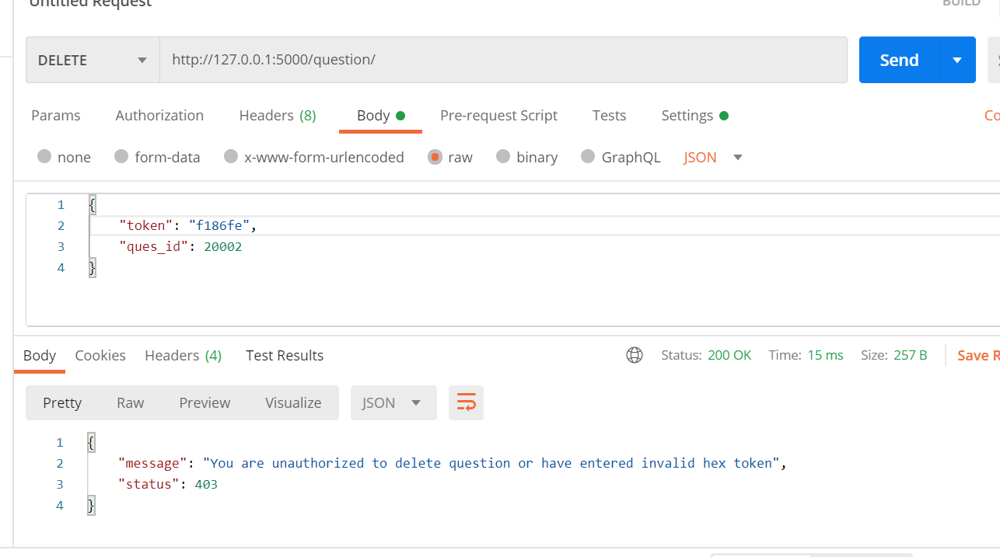 Untitled Request
BUILD
DELETE
http://127.0.0.1:5000/question/
Send
Params Authorization Headers (8) Body Pre-request Script Tests Settings Co
none form-data x-www-form-urlencoded raw binary GraphQL JSON
1 {
2 "token": "f186fe",
3 "ques_id": 20002
4 }
Body Cookies Headers (4) Test Results Status: 200 OK Time: 15 ms Size: 257 B Save R
Pretty Raw Preview Visualize JSON
1 {
2 "message": "You are unauthorized to delete question or have entered invalid hex token",
3 "status": 403
4 }